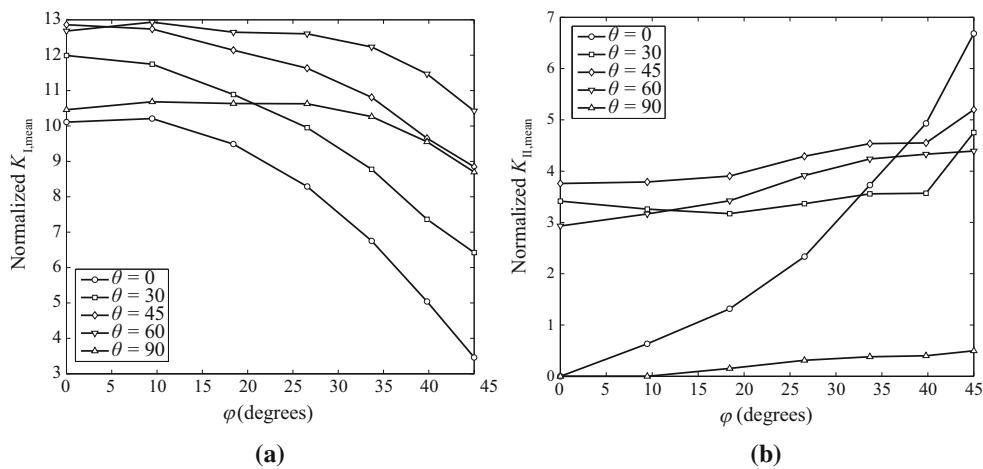 13
12
11
10
9
8
7
6
5
4
3
Normalized K_I,mean
θ = 0
θ = 30
θ = 45
θ = 60
θ = 90
0 5 10 15 20 25 30 35 40 45
φ (degrees)
(a)
7
6
5
4
3
2
1
0
Normalized K_II,mean
θ = 0
θ = 30
θ = 45
θ = 60
θ = 90
0 5 10 15 20 25 30 35 40 45
φ (degrees)
(b)